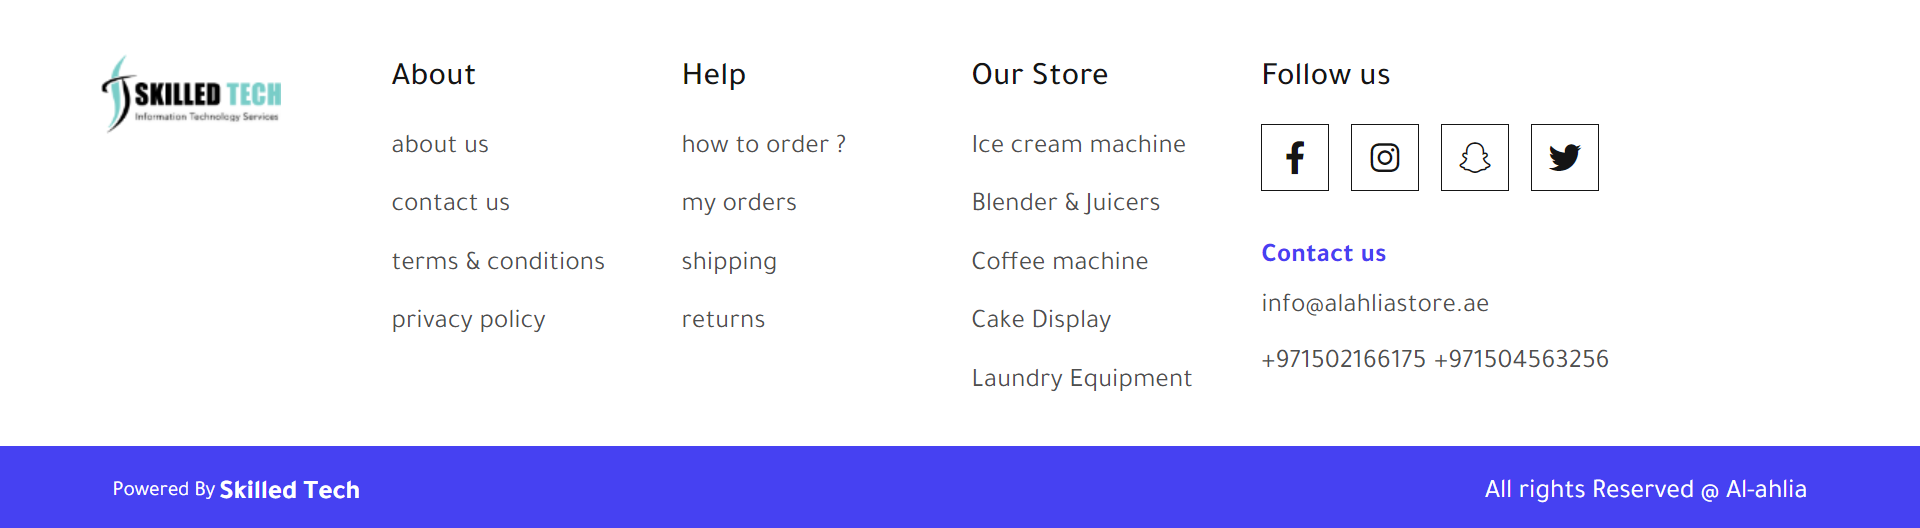 SKILLED TECH
Information Technology Services
About
about us
contact us
terms & conditions
privacy policy
Help
how to order ?
my orders
shipping
returns
Our Store
Ice cream machine
Blender & Juicers
Coffee machine
Cake Display
Laundry Equipment
Follow us
Contact us
info@alahliastore.ae
+971502166175 +971504563256
Powered By Skilled Tech
All rights Reserved @ Al-ahlia